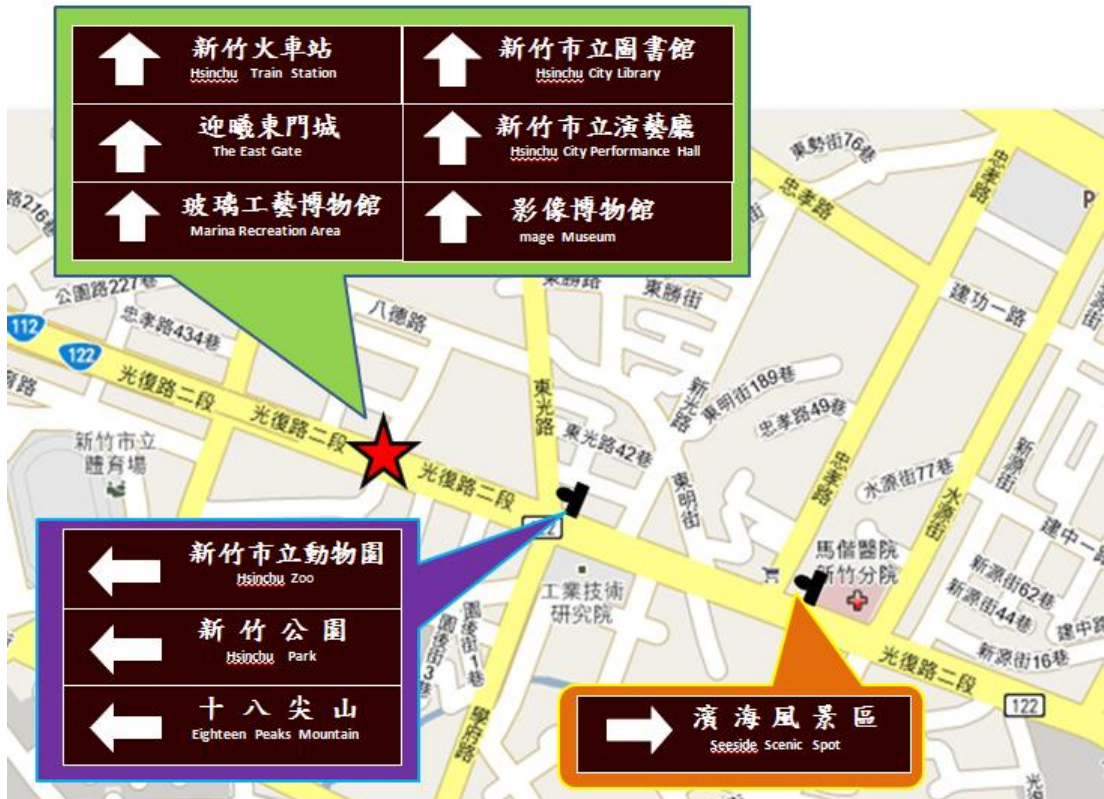 新竹火車站
Hsinchu Train Station
新竹市立圖書館
Hsinchu City Library
迎曦東門城
The East Gate
新竹市立演藝廳
Hsinchu City Performance Hall
玻璃工藝博物館
Marina Recreation Area
影像博物館
mage Museum
東勢街76巷
忠孝路
忠孝路
P
路276巷
公園路227巷
東勝路
東勝街
建功一路
八德路
忠孝路434巷
112
122
光復路二段
光復路二段
光復路二段
東光路
新光路
東明街189巷
忠孝路49巷
東光路42巷
東明街
忠孝路
水源街77巷
水源街
新源街
新竹市立
體育場
建中一路
馬偕醫院
新竹分院
新源街62巷
新源街44巷
建中路
新源街16巷
工業技術
研究院
光復路二段
122
學府路
新竹市立動物園
Hsinchu Zoo
新竹公園
Hsinchu Park
十八尖山
Eighteen Peaks Mountain
濱海風景區
Seeside Scenic Spot